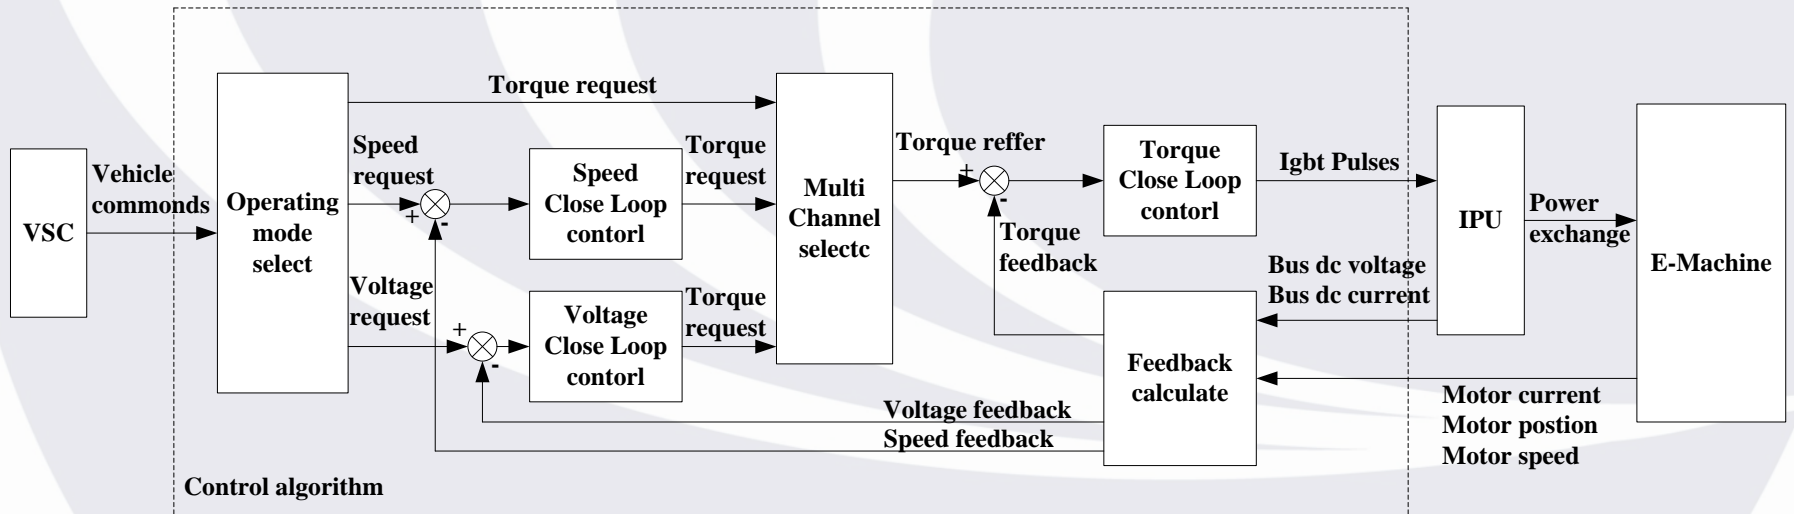 VSC
Vehicle
commonds
Operating
mode
select
Torque request
Speed
request
+
-
Speed
Close Loop
contorl
Torque
request
Voltage
request
+
-
Voltage
Close Loop
contorl
Torque
request
Multi
Channel
selectc
Torque reffer
+
-
Torque
feedback
Torque
Close Loop
contorl
Igbt Pulses
IPU
Power
exchange
E-Machine
Bus dc voltage
Bus dc current
Feedback
calculate
Motor current
Motor postion
Motor speed
Voltage feedback
Speed feedback
Control algorithm